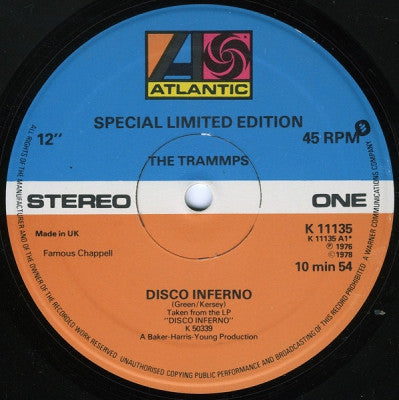 ATLANTIC
SPECIAL LIMITED EDITION
12" 45 RPM
THE TRAMMPS
STEREO ONE
Made in UK
Famous Chappell
K 11135
K 11135 A1*
℗ 1976
©1978
10 min 54
DISCO INFERNO
(Green/Kersey)
Taken from the LP
"DISCO INFERNO"
K 50339
A Baker-Harris-Young Production
ALL RIGHTS OF THE MANUFACTURER AND OF THE OWNER OF THE RECORDED WORK RESERVED UNAUTHORISED COPYING PUBLIC PERFORMANCE AND BROADCASTING OF THIS RECORD PROHIBITED
A WARNER COMMUNICATIONS COMPANY